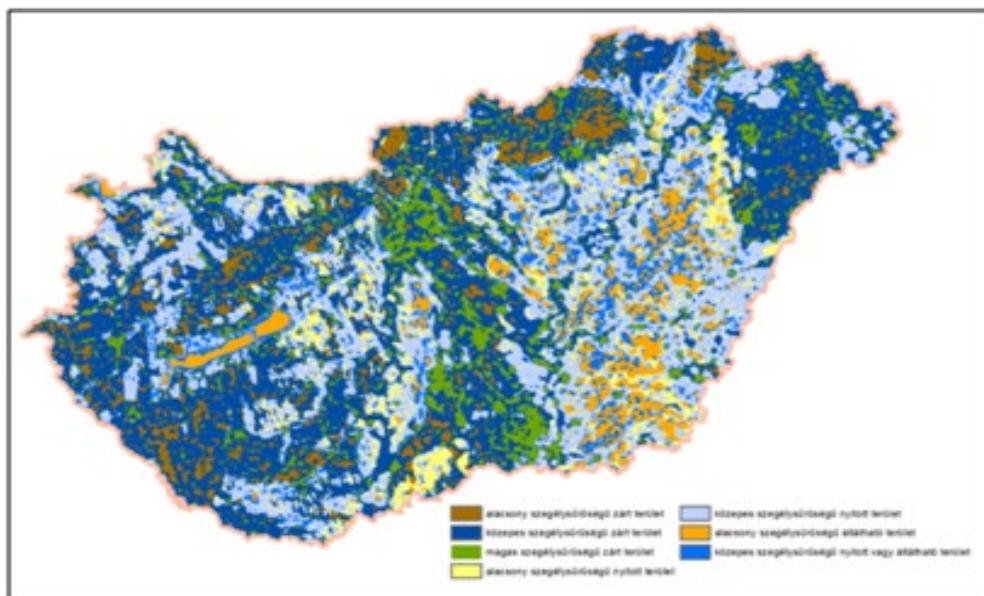 alacsony szegélysűrűségű zárt terület
közepes szegélysűrűségű zárt terület
magas szegélysűrűségű zárt terület
alacsony szegélysűrűségű nyitott terület
közepes szegélysűrűségű nyitott terület
alacsony szegélysűrűségű átlátható terület
közepes szegélysűrűségű nyitott vagy átlátható terület